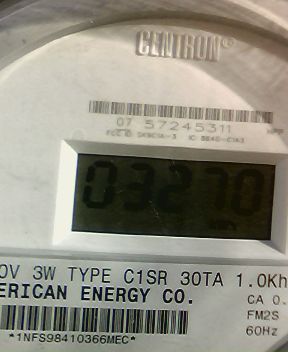 CENTRON®
07 57245311
03270
0V 3W TYPE C1SR 30TA 1.0Kh
ERICAN ENERGY CO.
CA 0.
FM2S
60Hz
*1NFS98410366MEC*